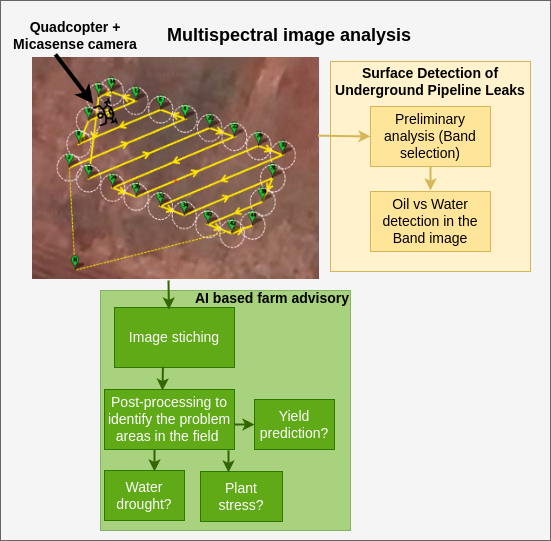 Quadcopter +
Micasense camera
Multispectral image analysis
Surface Detection of
Underground Pipeline Leaks
Preliminary
analysis (Band
selection)
Oil vs Water
detection in the
Band image
AI based farm advisory
Image stiching
Post-processing to
identify the problem
areas in the field
Yield
prediction?
Water
drought?
Plant
stress?